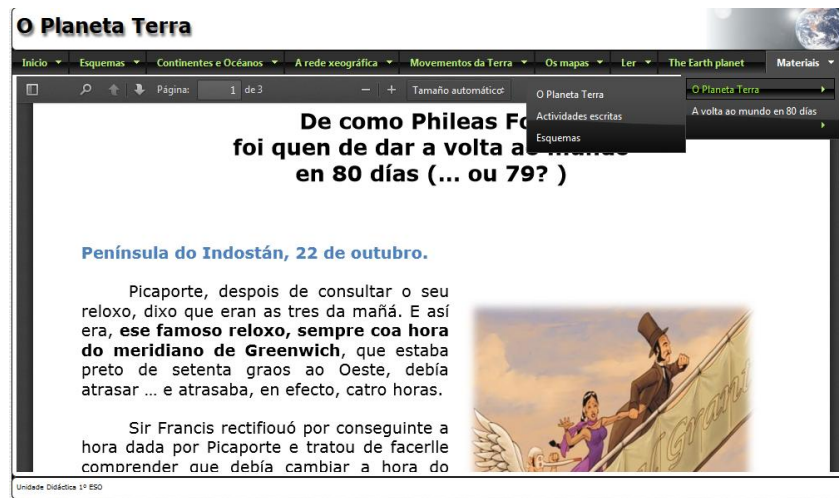 O Planeta Terra
Inicio Esquemas Continentes e Océanos A rede xeográfica Movementos da Terra Os mapas Ler The Earth planet Materiais
Página: 1 de 3 Tamaño automático
O Planeta Terra
Actividades escritas
Esquemas
O Planeta Terra
A volta ao mundo en 80 días
De como Phileas Fo
foi quen de dar a volta ao mundo
en 80 días (... ou 79? )
Península do Indostán, 22 de outubro.
Picaporte, despois de consultar o seu
reloxo, dixo que eran as tres da mañá. E así
era, ese famoso reloxo, sempre coa hora
do meridiano de Greenwich, que estaba
preto de setenta graos ao Oeste, debía
atrasar ... e atrasaba, en efecto, catro horas.
Sir Francis rectifiouó por conseguinte a
hora dada por Picaporte e tratou de facerlle
comprender que debía cambiar a hora do
Unidade Didáctica 1º ESO